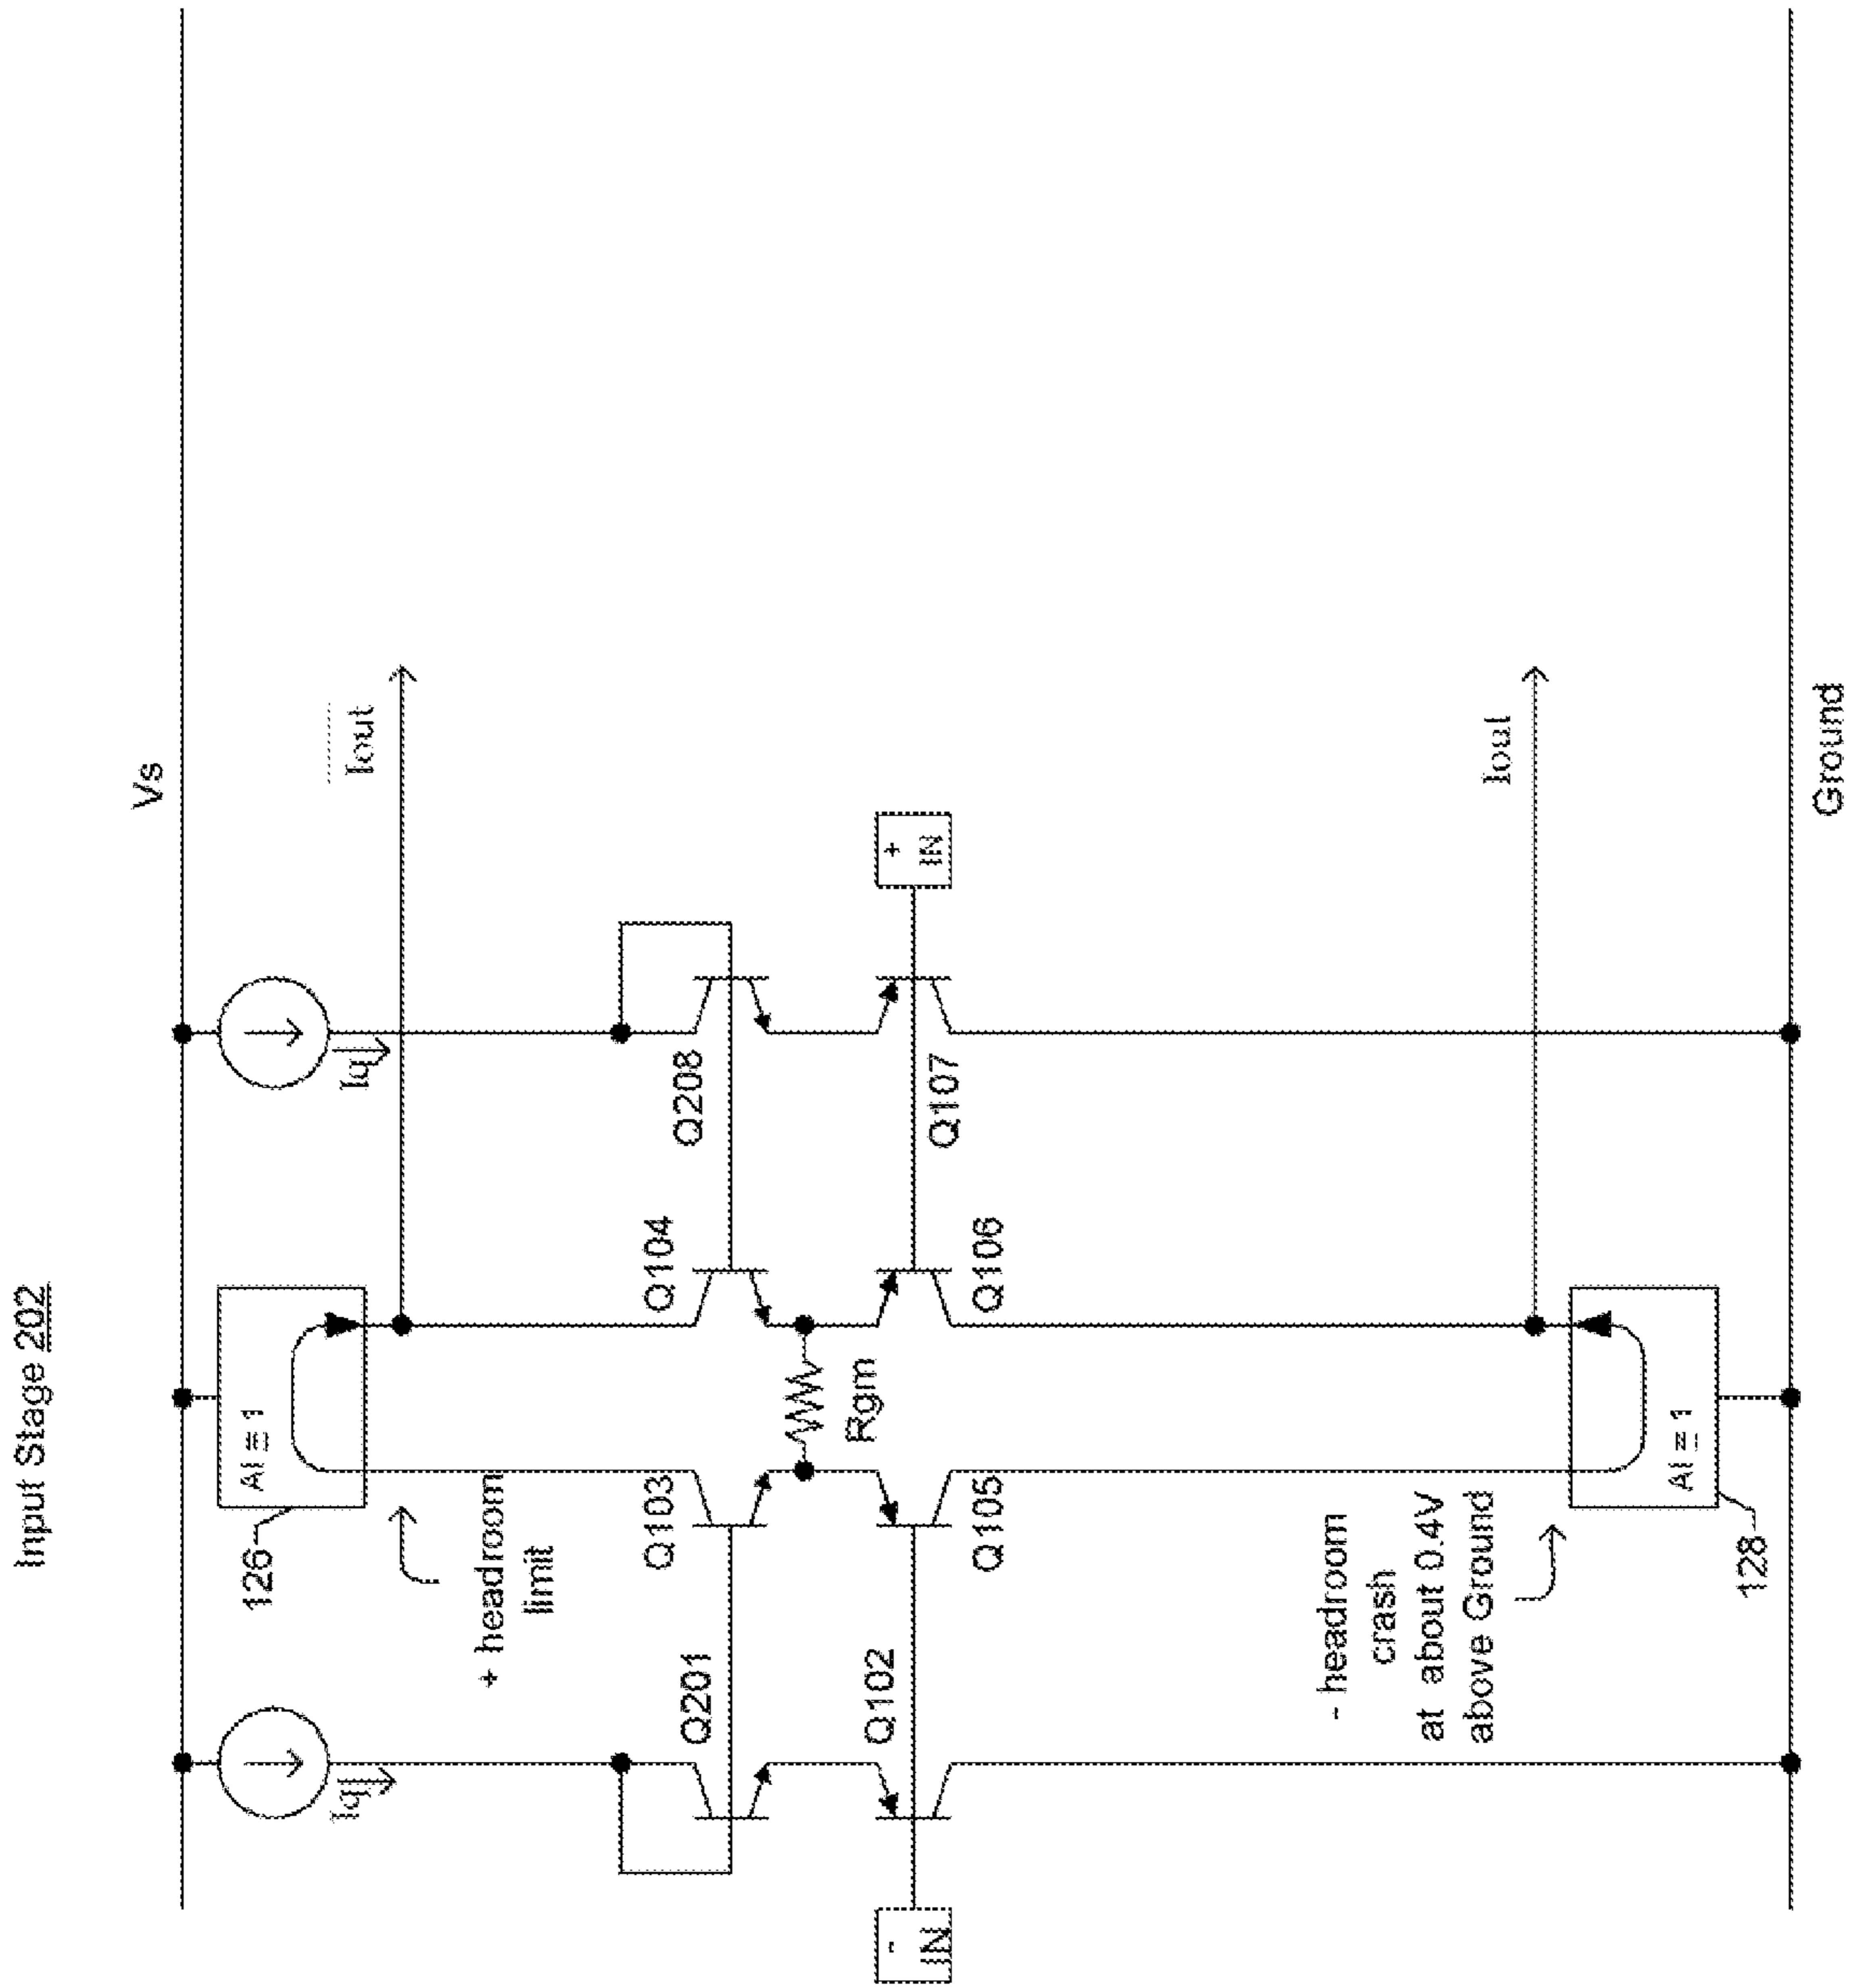 Input Stage 202
Vs
126
AI ≅ 1
Iq
Iq
Iout
+ headroom
limit
Q201
Q103
Q104
Q208
Rgm
Q102
Q105
Q106
Q107
-
IN
+
IN
- headroom
crash
at about 0.4V
above Ground
128
AI ≅ 1
Iout
Ground